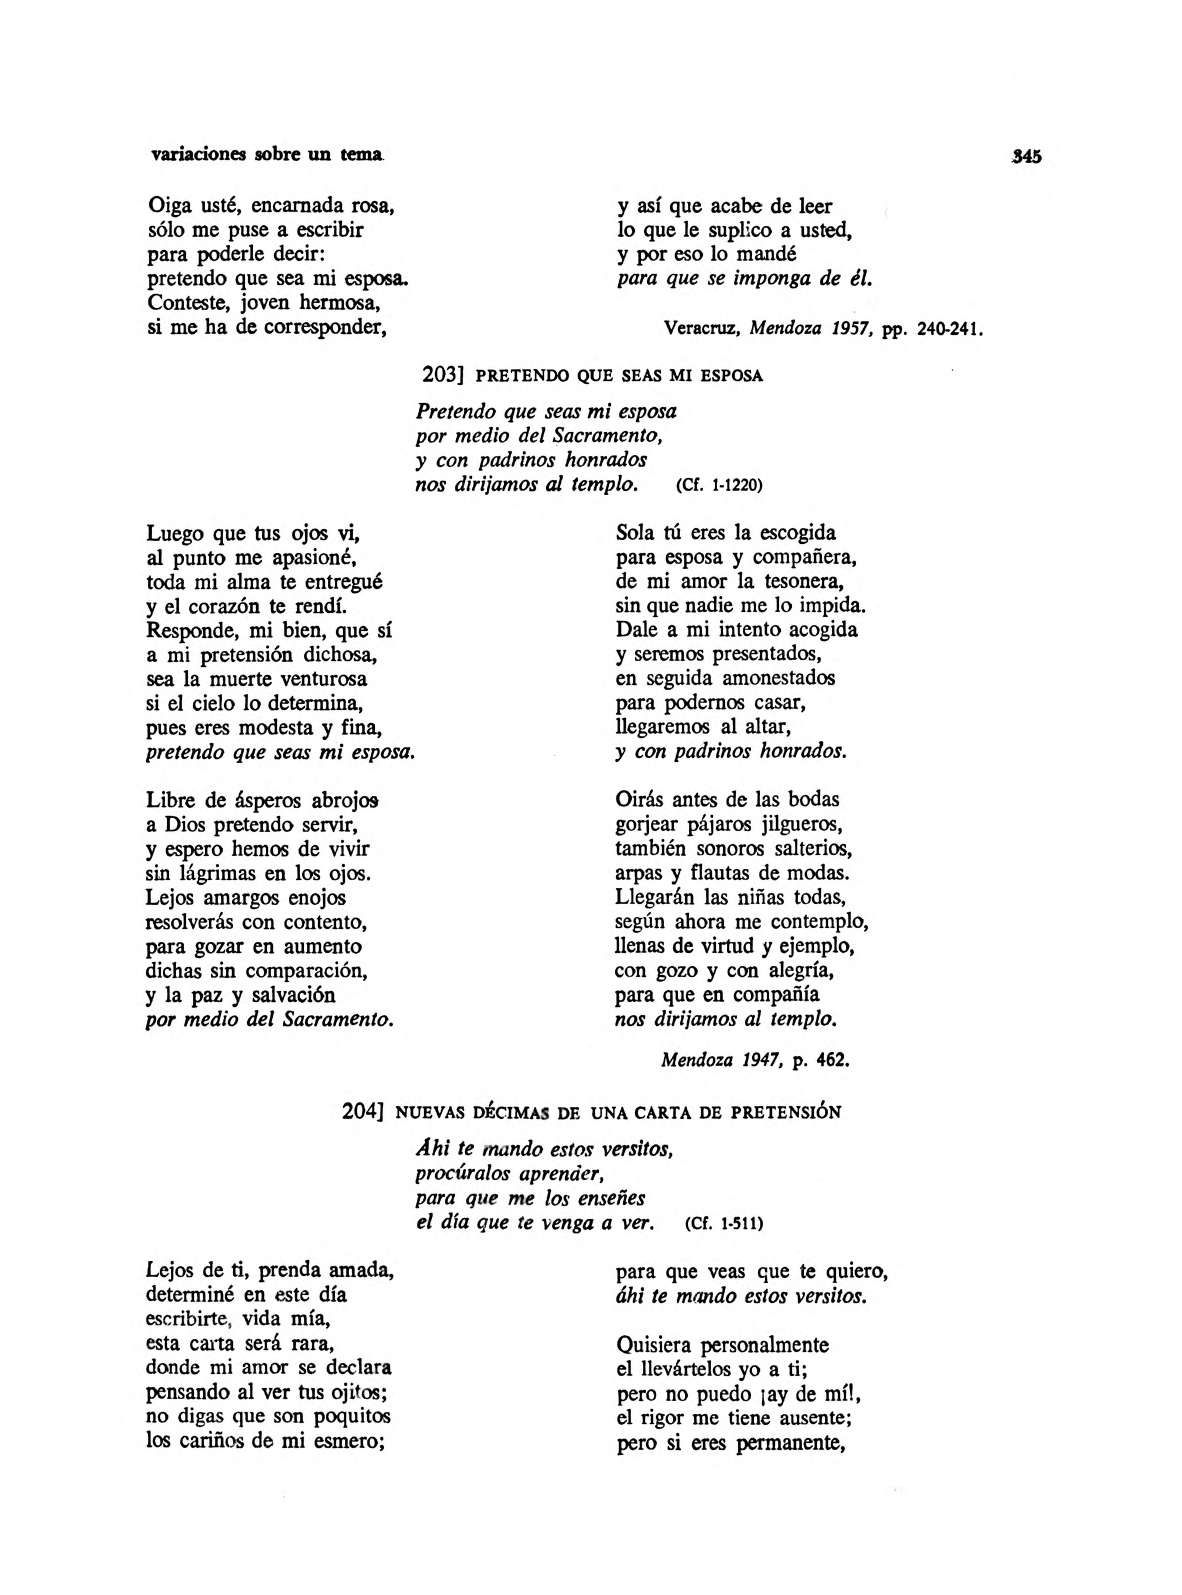 variaciones sobre un tema
345
Oiga usté, encarnada rosa,
sólo me puse a escribir
para poderle decir:
pretendo que sea mi esposa.
Conteste, joven hermosa,
si me ha de corresponder,
y así que acabe de leer
lo que le suplico a usted,
y por eso lo mandé
para que se imponga de él.
Veracruz, Mendoza 1957, pp. 240-241.
203] PRETENDO QUE SEAS MI ESPOSA
Pretendo que seas mi esposa
por medio del Sacramento,
y con padrinos honrados
nos dirijamos al templo. (Cf. 1-1220)
Luego que tus ojos vi,
al punto me apasioné,
toda mi alma te entregué
y el corazón te rendí.
Responde, mi bien, que sí
a mi pretensión dichosa,
sea la muerte venturosa
si el cielo lo determina,
pues eres modesta y fina,
pretendo que seas mi esposa.
Libre de ásperos abrojos
a Dios pretendo servir,
y espero hemos de vivir
sin lágrimas en los ojos.
Lejos amargos enojos
resolverás con contento,
para gozar en aumento
dichas sin comparación,
y la paz y salvación
por medio del Sacramento.
Sola tú eres la escogida
para esposa y compañera,
de mi amor la tesonera,
sin que nadie me lo impida.
Dale a mi intento acogida
y seremos presentados,
en seguida amonestados
para podernos casar,
llegaremos al altar,
y con padrinos honrados.
Oirás antes de las bodas
gorjear pájaros jilgueros,
también sonoros salterios,
arpas y flautas de modas.
Llegarán las niñas todas,
según ahora me contemplo,
llenas de virtud y ejemplo,
con gozo y con alegría,
para que en compañía
nos dirijamos al templo.
Mendoza 1947, p. 462.
204] NUEVAS DÉCIMAS DE UNA CARTA DE PRETENSIÓN
Áhi te mando estos versitos,
procúralos aprender,
para que me los enseñes
el día que te venga a ver. (Cf. 1-511)
Lejos de ti, prenda amada,
determiné en este día
escribirte, vida mía,
esta carta será rara,
donde mi amor se declara
pensando al ver tus ojitos;
no digas que son poquitos
los cariños de mi esmero;
para que veas que te quiero,
áhi te mando estos versitos.
Quisiera personalmente
el llevártelos yo a ti;
pero no puedo ¡ay de mí!,
el rigor me tiene ausente;
pero si eres permanente,